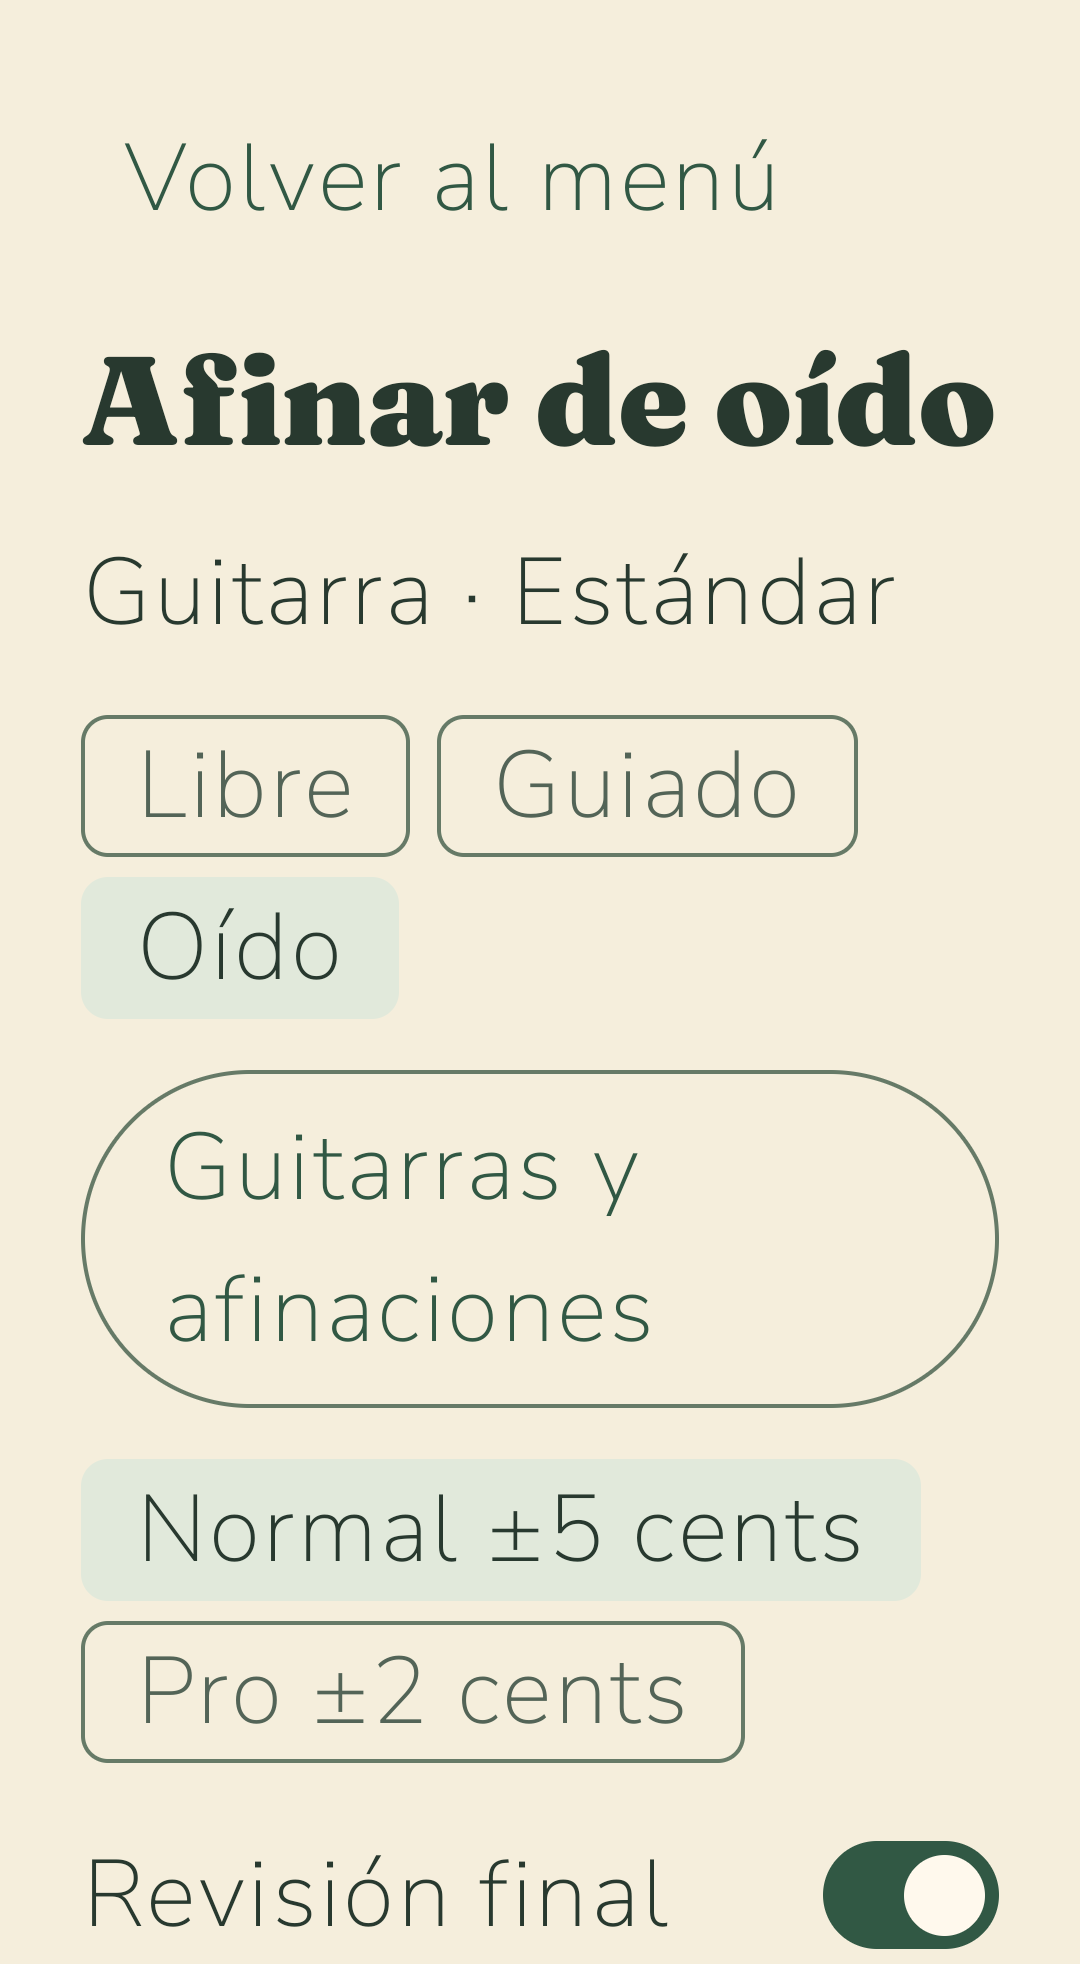 Volver al menú
Afinar de oído
Guitarra · Estándar
Libre Guiado
Oído
Guitarras y
afinaciones
Normal ±5 cents
Pro ±2 cents
Revisión final